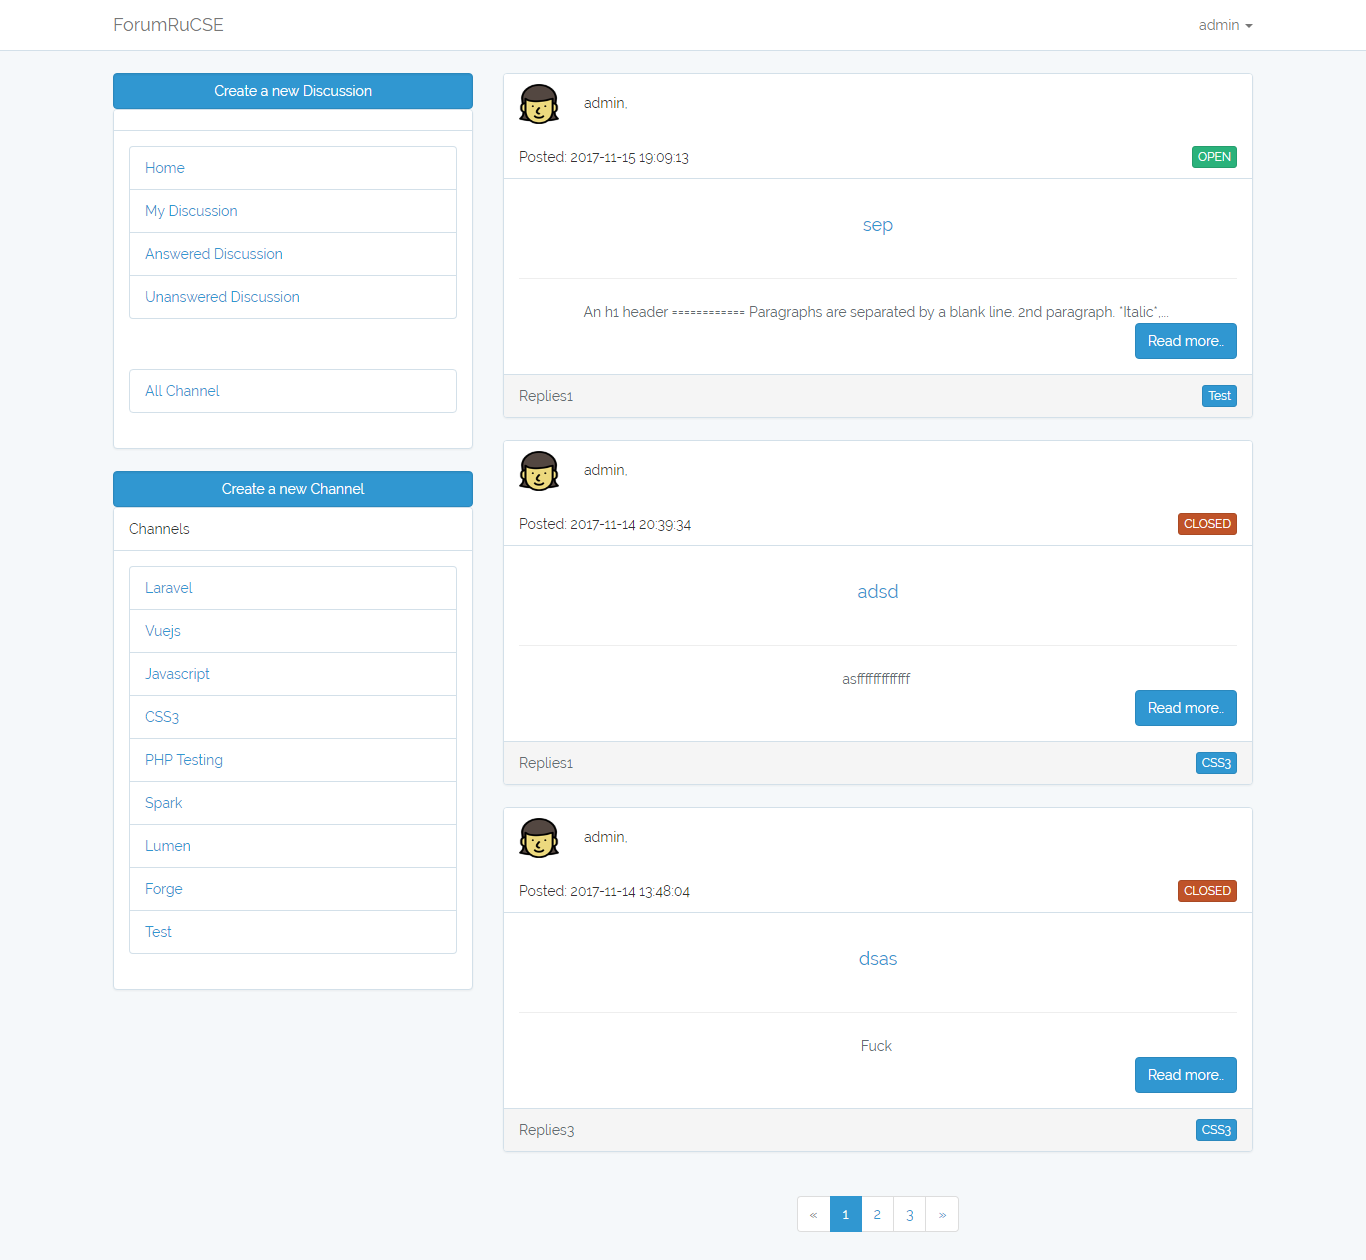 ForumRuCSE
admin
Create a new Discussion
Home
My Discussion
Answered Discussion
Unanswered Discussion
All Channel
Create a new Channel
Channels
Laravel
Vuejs
Javascript
CSS3
PHP Testing
Spark
Lumen
Forge
Test
admin,
Posted: 2017-11-15 19:09:13
OPEN
sep
An h1 header ============ Paragraphs are separated by a blank line. 2nd paragraph. *Italic*,...
Read more..
Replies1
Test
admin,
Posted: 2017-11-14 20:39:34
CLOSED
adsd
Read more..
Replies1
CSS3
admin,
Posted: 2017-11-14 13:48:04
CLOSED
dsas
Fuck
Read more..
Replies3
CSS3
« 1 2 3 »